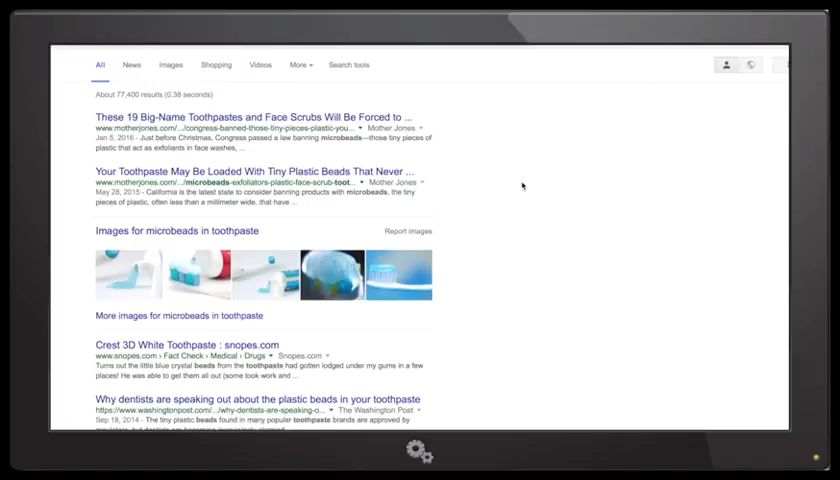 All News Images Shopping Videos More Search tools
About 77,400 results (0.38 seconds)
These 19 Big-Name Toothpastes and Face Scrubs Will Be Forced to ...
www.motherjones.com/.../congress-banned-those-tiny-pieces-plastic-you... Mother Jones
Jan 5, 2016 - Just before Christmas, Congress passed a law banning microbeads—those tiny pieces of
plastic that act as exfoliants in face washes, ...
Your Toothpaste May Be Loaded With Tiny Plastic Beads That Never ...
www.motherjones.com/.../microbeads-exfoliators-plastic-face-scrub-toot... Mother Jones
May 28, 2015 - California is the latest state to consider banning products with microbeads, the tiny
pieces of plastic, often less than a millimeter wide, that have ...
Images for microbeads in toothpaste Report images
More images for microbeads in toothpaste
Crest 3D White Toothpaste : snopes.com
www.snopes.com › Fact Check › Medical › Drugs Snopes.com
Turns out the little blue crystal beads from the toothpaste had gotten lodged under my gums in a few
places! He was able to get them all out (some took work and ...
Why dentists are speaking out about the plastic beads in your toothpaste
https://www.washingtonpost.com/.../why-dentists-are-speaking-o... The Washington Post
Sep 18, 2014 - The tiny plastic beads found in many popular toothpaste brands are approved by